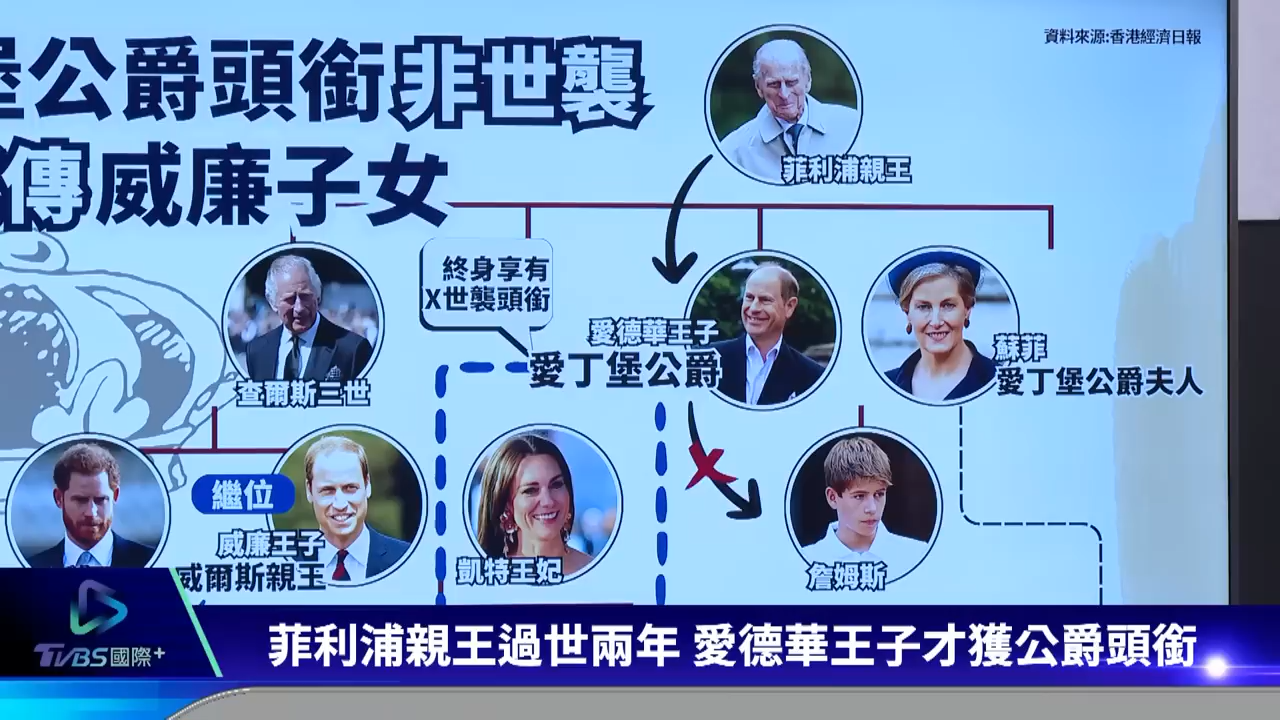 資料來源:香港經濟日報
堡公爵頭銜非世襲
傳威廉子女
菲利浦親王
終身享有
X世襲頭銜
愛德華王子
愛丁堡公爵
蘇菲
愛丁堡公爵夫人
查爾斯三世
繼位
威廉王子
威爾斯親王
凱特王妃
詹姆斯
TVBS國際+
菲利浦親王過世兩年 愛德華王子才獲公爵頭銜